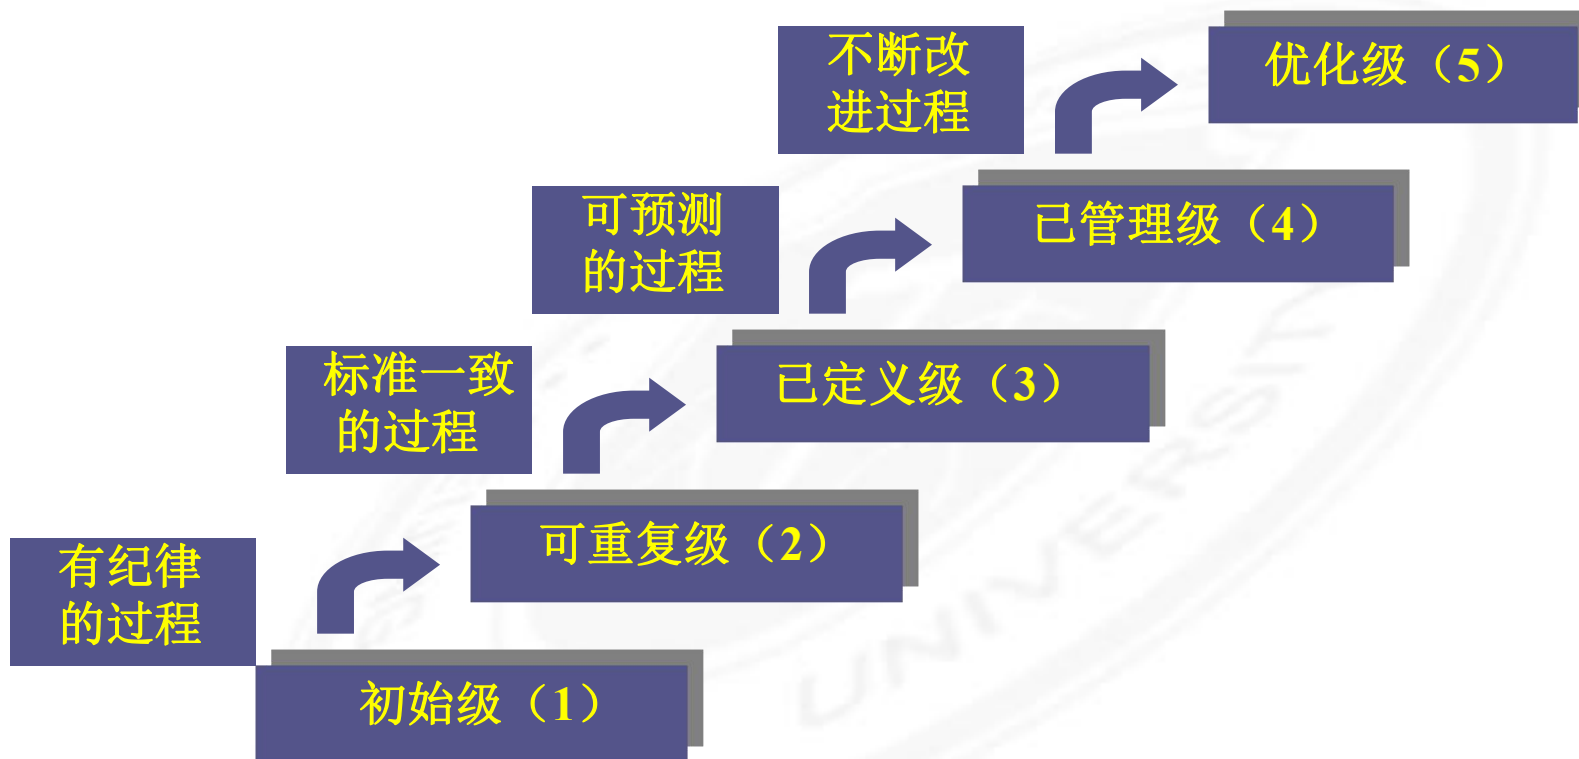 不断改
进过程
优化级（5）
可预测
的过程
已管理级（4）
标准一致
的过程
已定义级（3）
有纪律
的过程
可重复级（2）
初始级（1）
UNIVERSITY